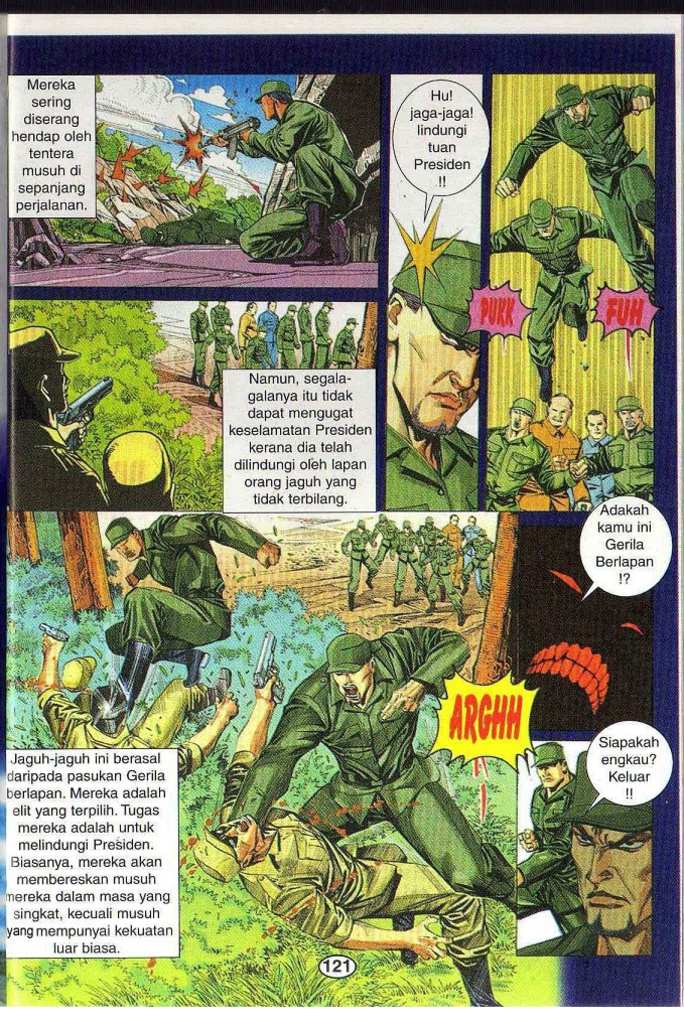 Mereka
sering
diserang
hendap oleh
tentera
musuh di
sepanjang
perjalanan.
Hu!
jaga-jaga!
lindungi
tuan
Presiden
!!
PUKK
FUH
Namun, segala-
galanya itu tidak
dapat mengugat
keselamatan Presiden
kerana dia telah
dilindungi oleh lapan
orang jaguh yang
tidak terbilang.
Adakah
kamu ini
Gerila
Berlapan
!?
ARGHH
Jaguh-jaguh ini berasal
daripada pasukan Gerila
berlapan. Mereka adalah
elit yang terpilih. Tugas
mereka adalah untuk
melindungi Presiden.
Biasanya, mereka akan
membereskan musuh
mereka dalam masa yang
singkat, kecuali musuh
yang mempunyai kekuatan
luar biasa.
Siapakah
engkau?
Keluar
!!
121